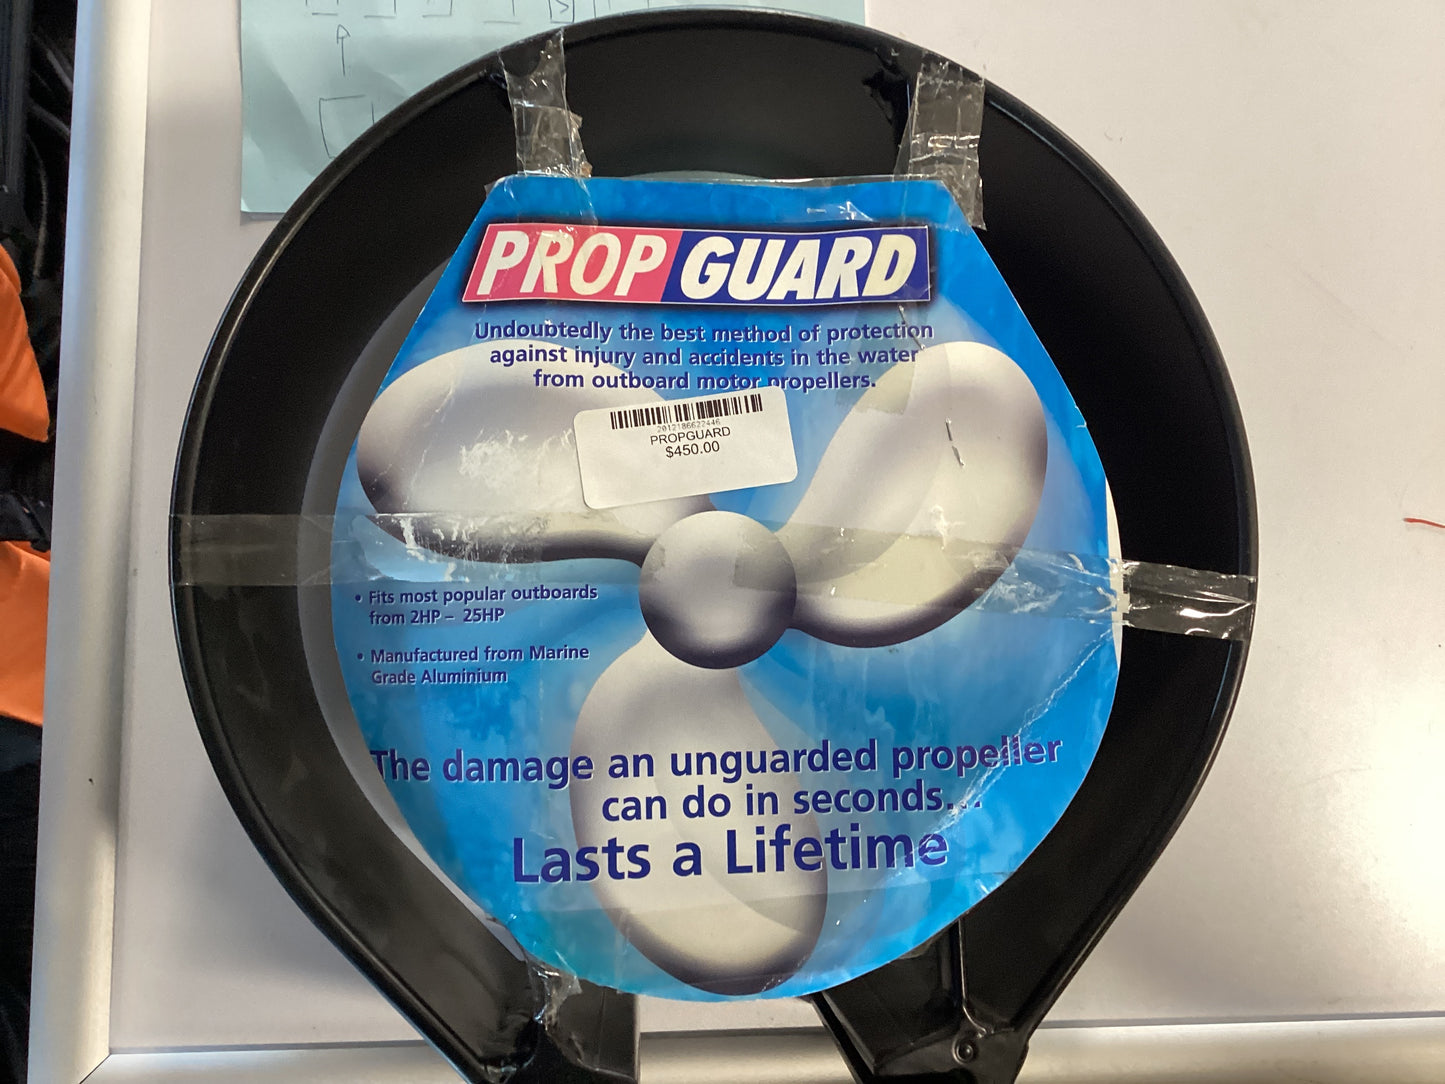 PROP GUARD
Undoubtedly the best method of protection
against injury and accidents in the water
from outboard motor propellers.
2012186622446
PROPGUARD
$450.00
• Fits most popular outboards
from 2HP – 25HP
• Manufactured from Marine
Grade Aluminium
The damage an unguarded propeller
can do in seconds...
Lasts a Lifetime